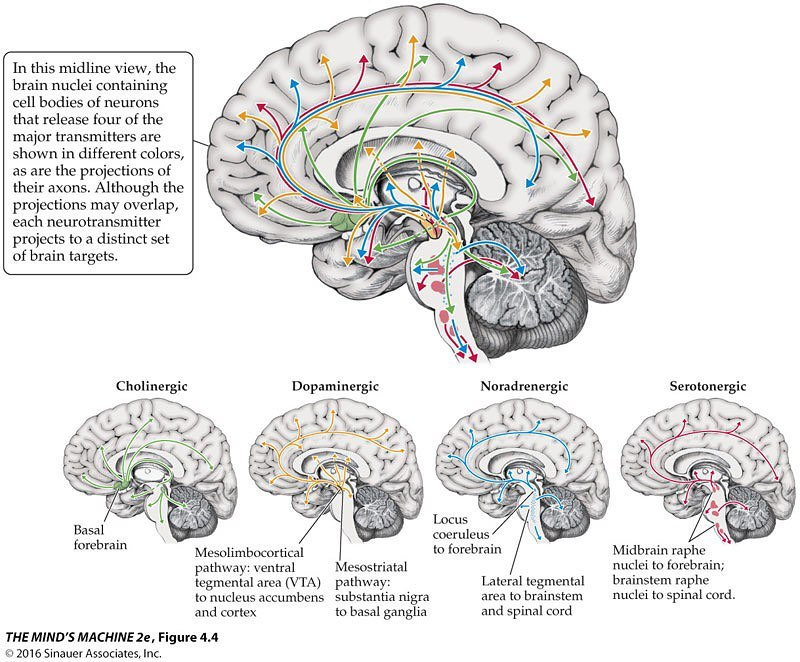 In this midline view, the
brain nuclei containing
cell bodies of neurons
that release four of the
major transmitters are
shown in different colors,
as are the projections of
their axons. Although the
projections may overlap,
each neurotransmitter
projects to a distinct set
of brain targets.
Cholinergic
Basal
forebrain
Dopaminergic
Mesolimbocortical
pathway: ventral
tegmental area (VTA)
to nucleus accumbens
and cortex
Mesostriatal
pathway:
substantia nigra
to basal ganglia
Noradrenergic
Locus
coeruleus
to forebrain
Lateral tegmental
area to brainstem
and spinal cord
Serotonergic
Midbrain raphe
nuclei to forebrain;
brainstem raphe
nuclei to spinal cord.
THE MIND'S MACHINE 2e, Figure 4.4
© 2016 Sinauer Associates, Inc.